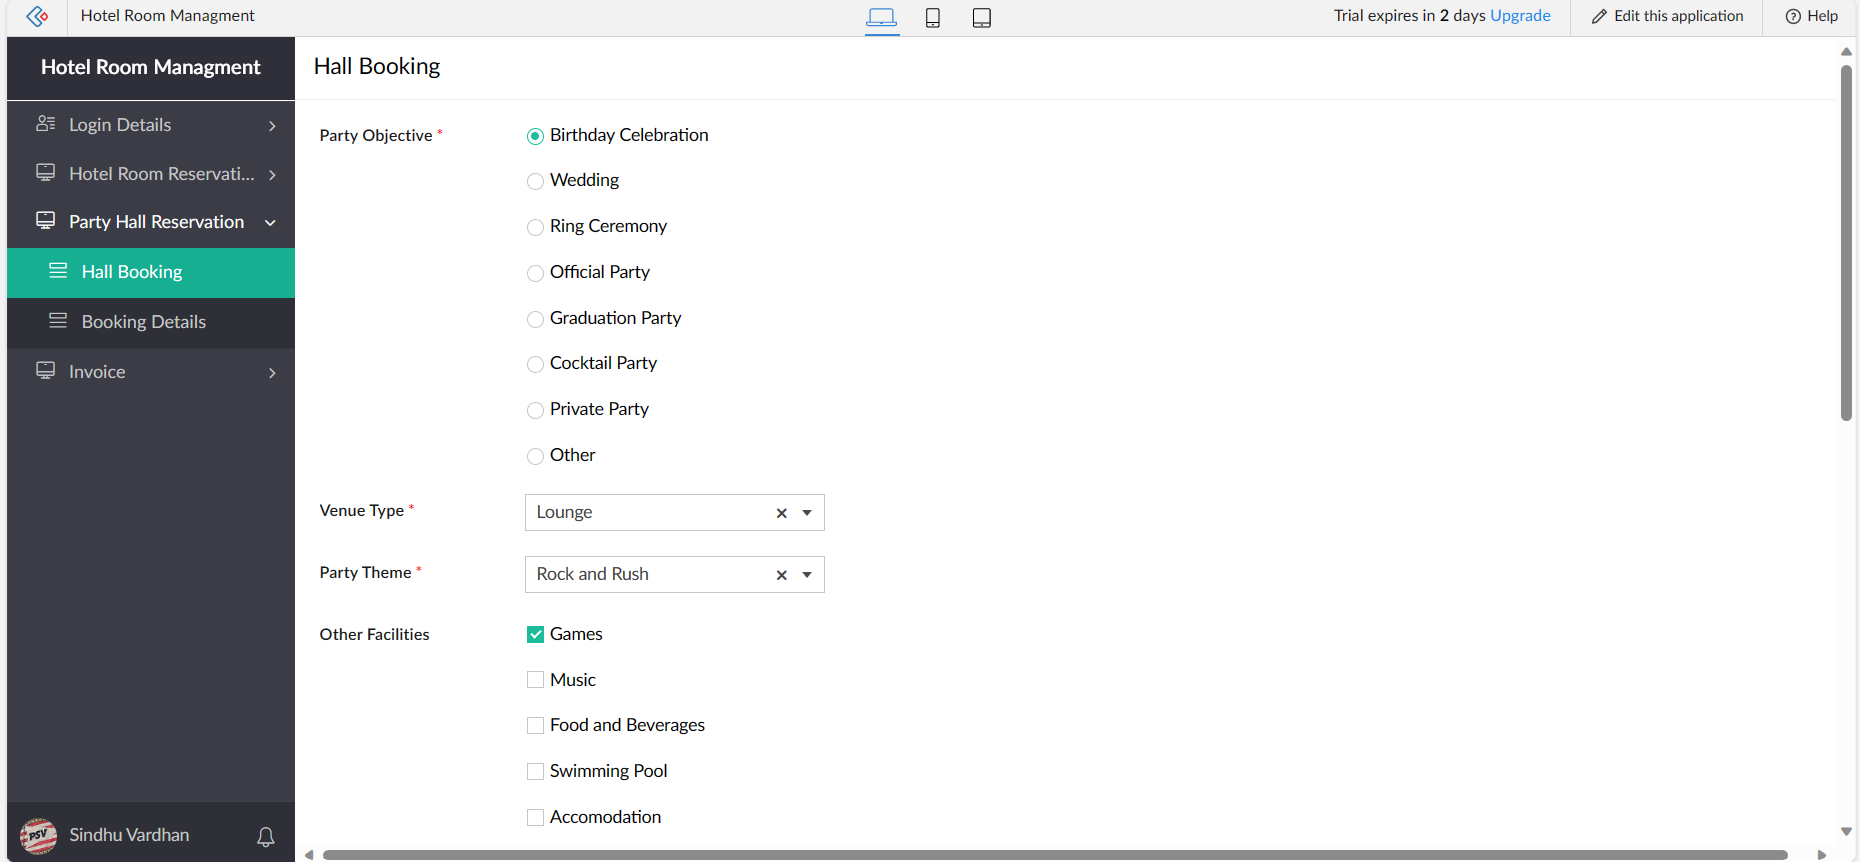 Hotel Room Managment
Trial expires in 2 days Upgrade
Edit this application
Help
Hotel Room Managment
Login Details
Hotel Room Reservati...
Party Hall Reservation
Hall Booking
Booking Details
Invoice
PSV
Sindhu Vardhan
Hall Booking
Party Objective *
Birthday Celebration
Wedding
Ring Ceremony
Official Party
Graduation Party
Cocktail Party
Private Party
Other
Venue Type *
Lounge
Party Theme *
Rock and Rush
Other Facilities
Games
Music
Food and Beverages
Swimming Pool
Accomodation